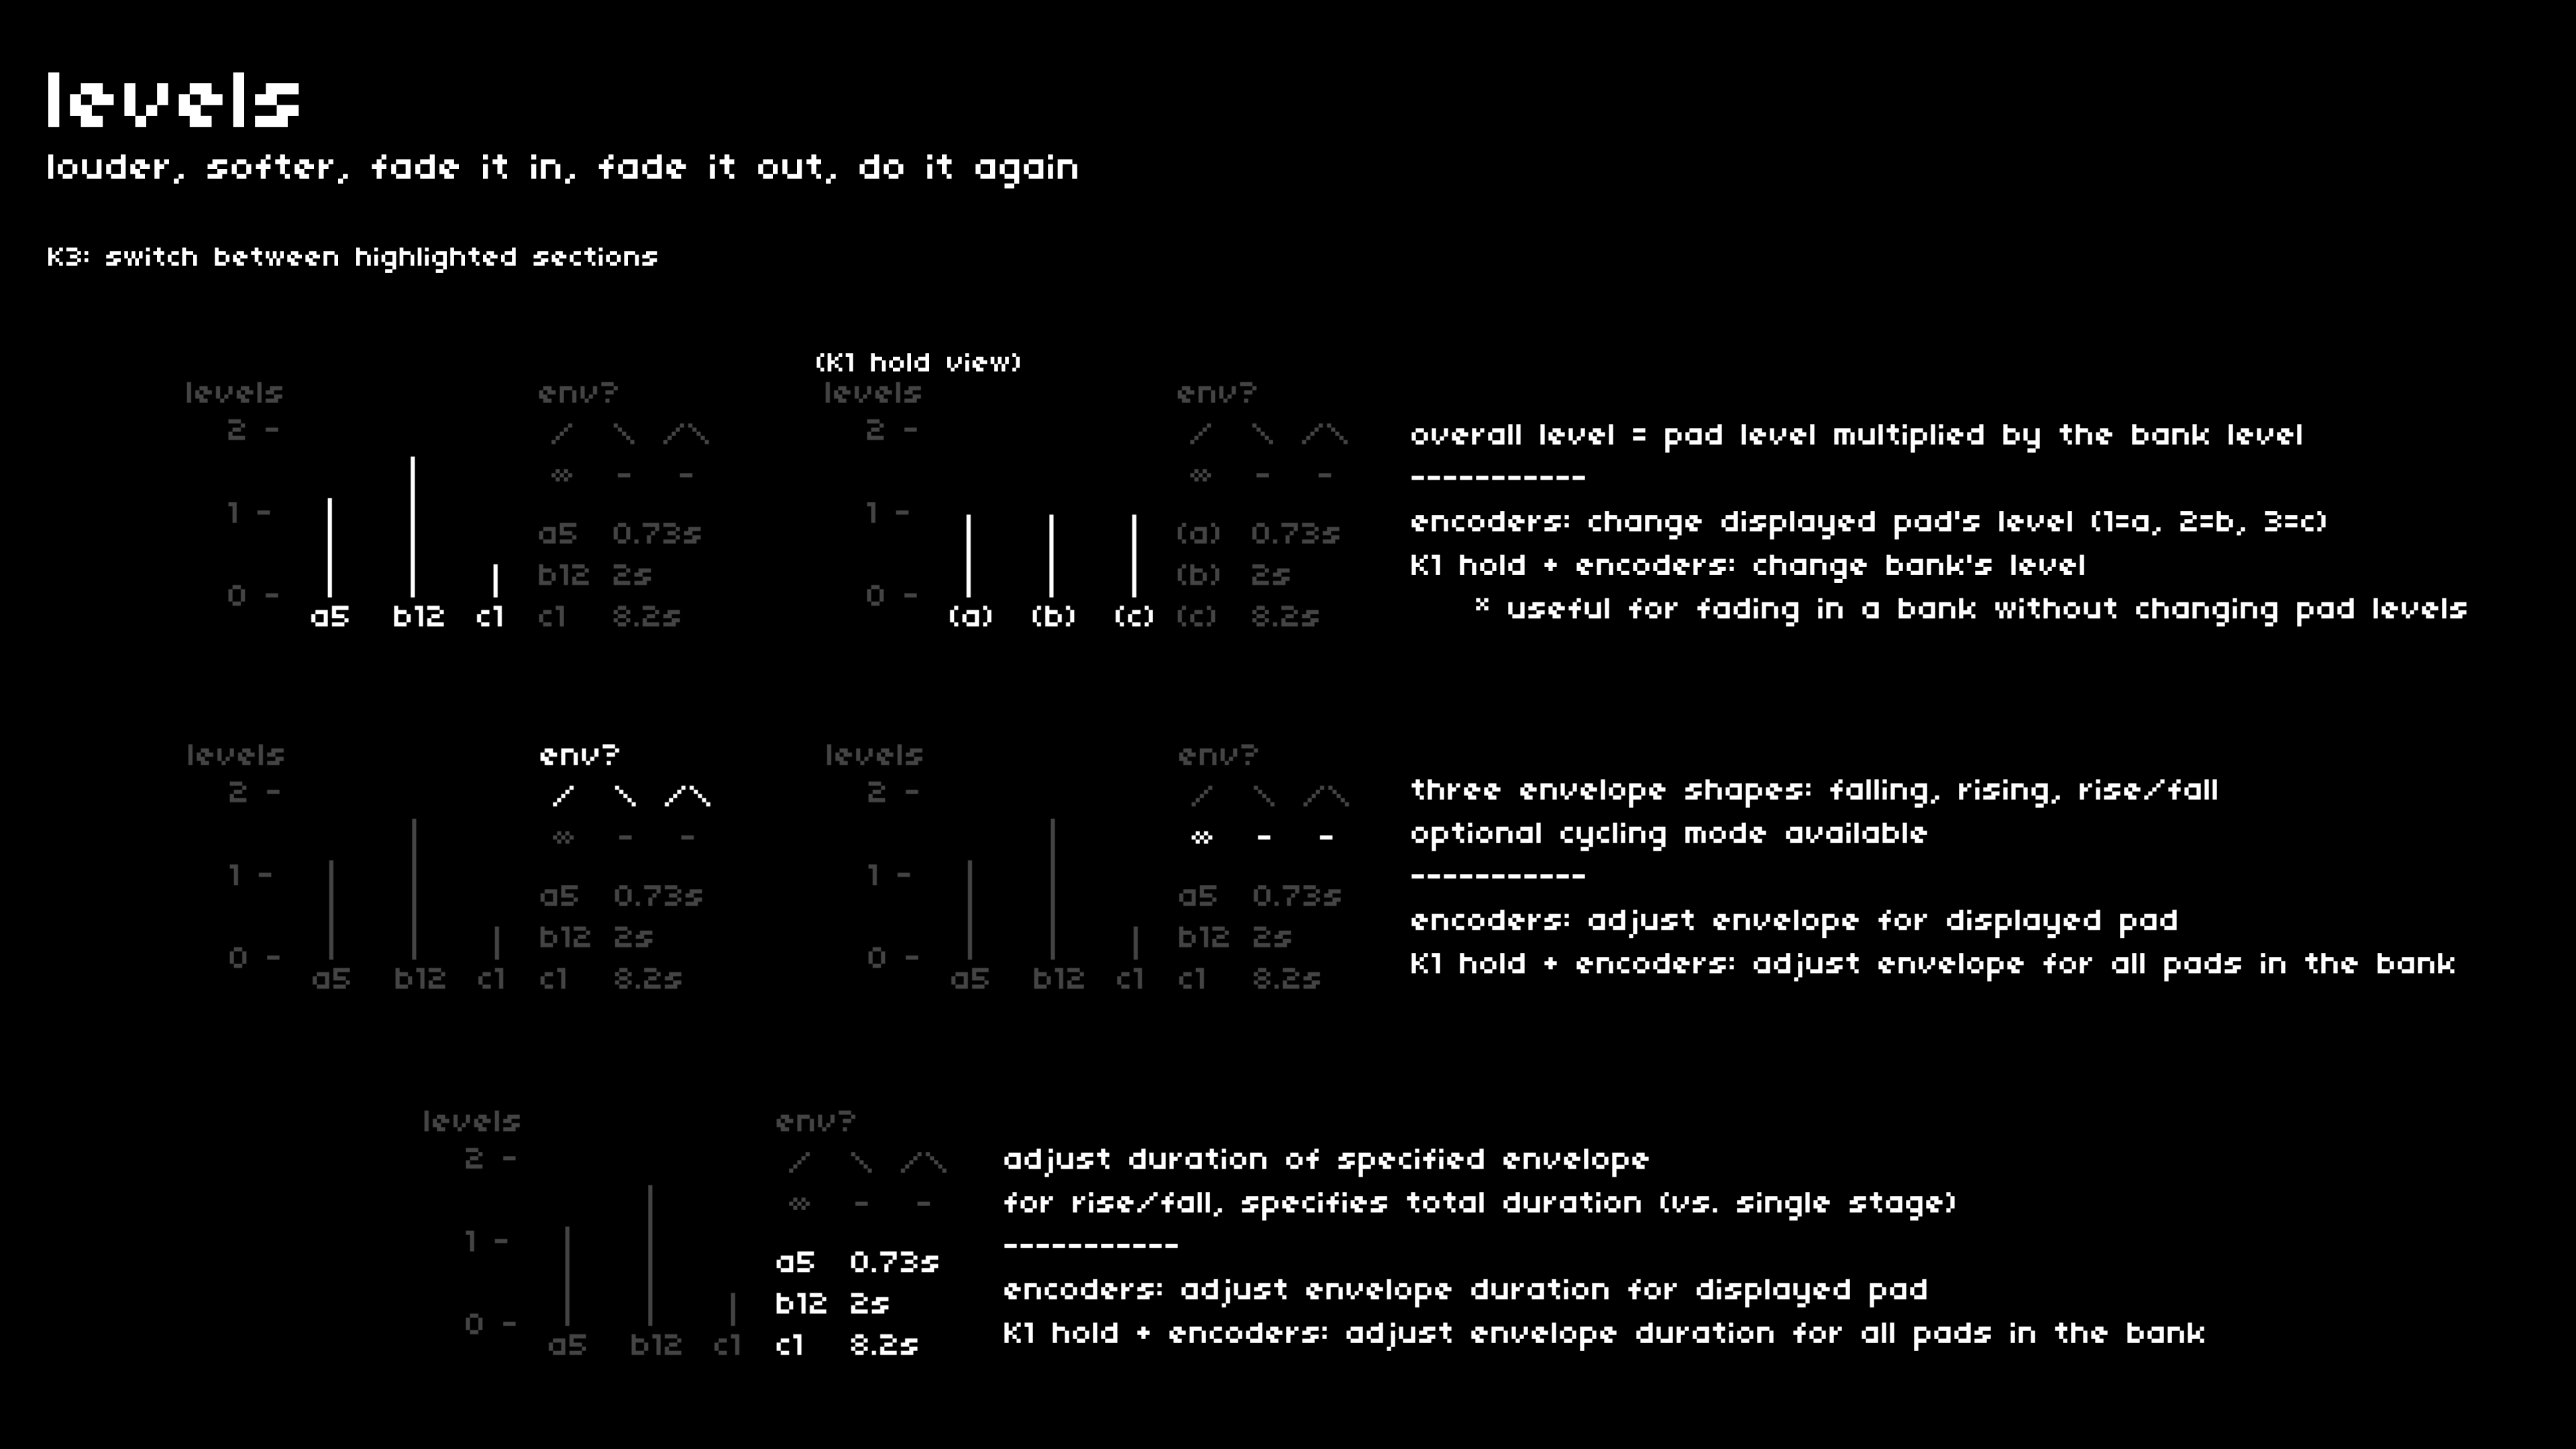 levels
louder, softer, fade it in, fade it out, do it again
K3: switch between highlighted sections
(K1 hold view)
levels env?
2 - / \ /\
∞ - -
1 -
a5 0.73s
b12 2s
0 -
a5 b12 c1 c1 8.2s
levels env?
2 - / \ /\
∞ - -
1 -
(a) 0.73s
(b) 2s
0 -
(a) (b) (c) (c) 8.2s
overall level = pad level multiplied by the bank level
-----------
encoders: change displayed pad's level (1=a, 2=b, 3=c)
K1 hold + encoders: change bank's level
* useful for fading in a bank without changing pad levels
levels env?
2 - / \ /\
∞ - -
1 -
a5 0.73s
b12 2s
0 -
a5 b12 c1 c1 8.2s
levels env?
2 - / \ /\
∞ - -
1 -
a5 0.73s
b12 2s
0 -
a5 b12 c1 c1 8.2s
three envelope shapes: falling, rising, rise/fall
optional cycling mode available
-----------
encoders: adjust envelope for displayed pad
K1 hold + encoders: adjust envelope for all pads in the bank
levels env?
2 - / \ /\
∞ - -
1 -
a5 0.73s
b12 2s
0 -
a5 b12 c1 c1 8.2s
adjust duration of specified envelope
for rise/fall, specifies total duration (vs. single stage)
-----------
encoders: adjust envelope duration for displayed pad
K1 hold + encoders: adjust envelope duration for all pads in the bank